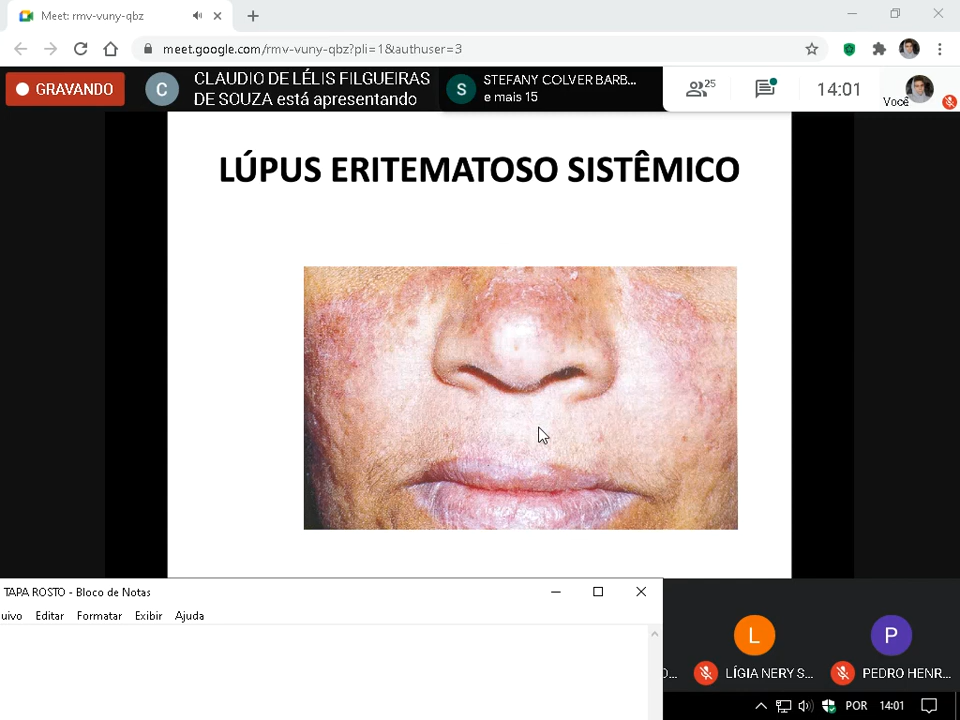 Meet: rmv-vuny-qbz
meet.google.com/rmv-vuny-qbz?pli=1&authuser=3
GRAVANDO
C
CLAUDIO DE LÉLIS FILGUEIRAS
DE SOUZA está apresentando
S
STEFANY COLVER BARB...
e mais 15
25
14:01
Você
LÚPUS ERITEMATOSO SISTÊMICO
TAPA ROSTO - Bloco de Notas
uivo Editar Formatar Exibir Ajuda
L
P
O...
LÍGIA NERY S...
PEDRO HENR...
POR
14:01